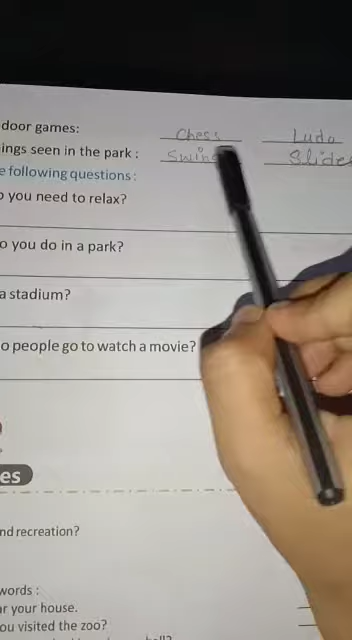 door games: Chess Ludo
ings seen in the park : Swing Slides
e following questions :
o you need to relax?
o you do in a park?
a stadium?
o people go to watch a movie?
es
nd recreation?
words :
ar your house.
ou visited the zoo?